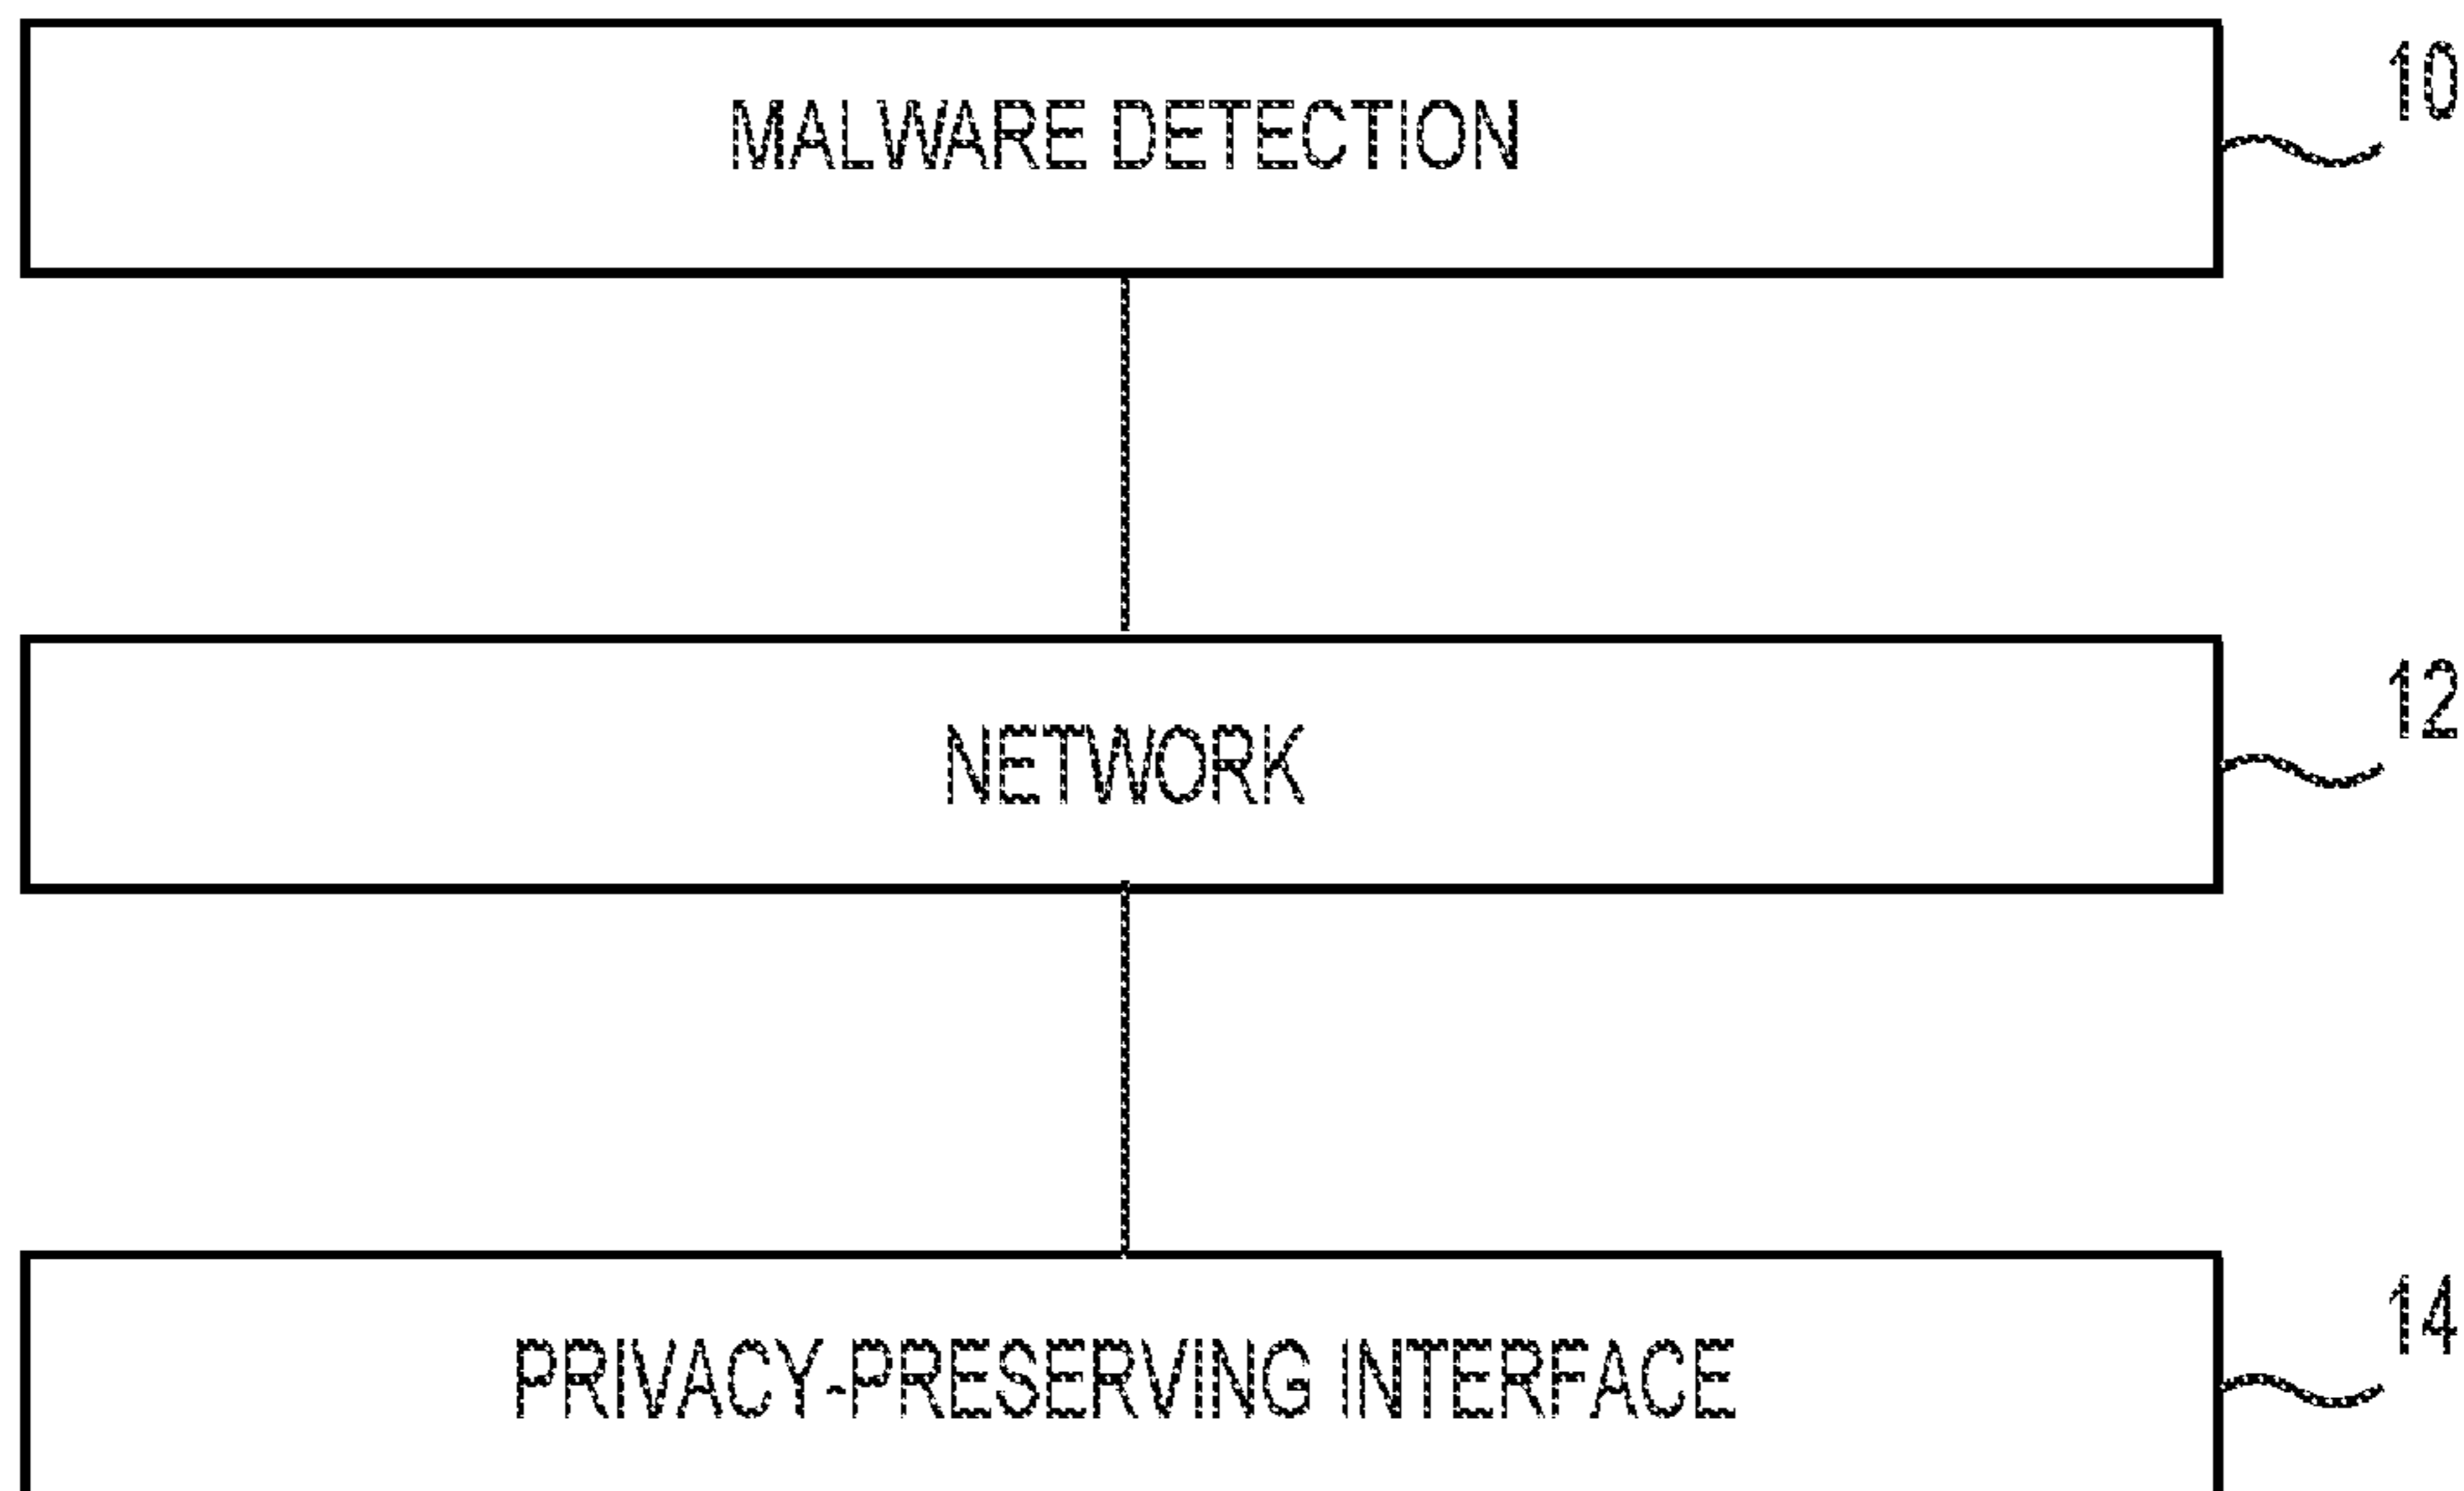 MALWARE DETECTION
10
NETWORK
12
PRIVACY-PRESERVING INTERFACE
14